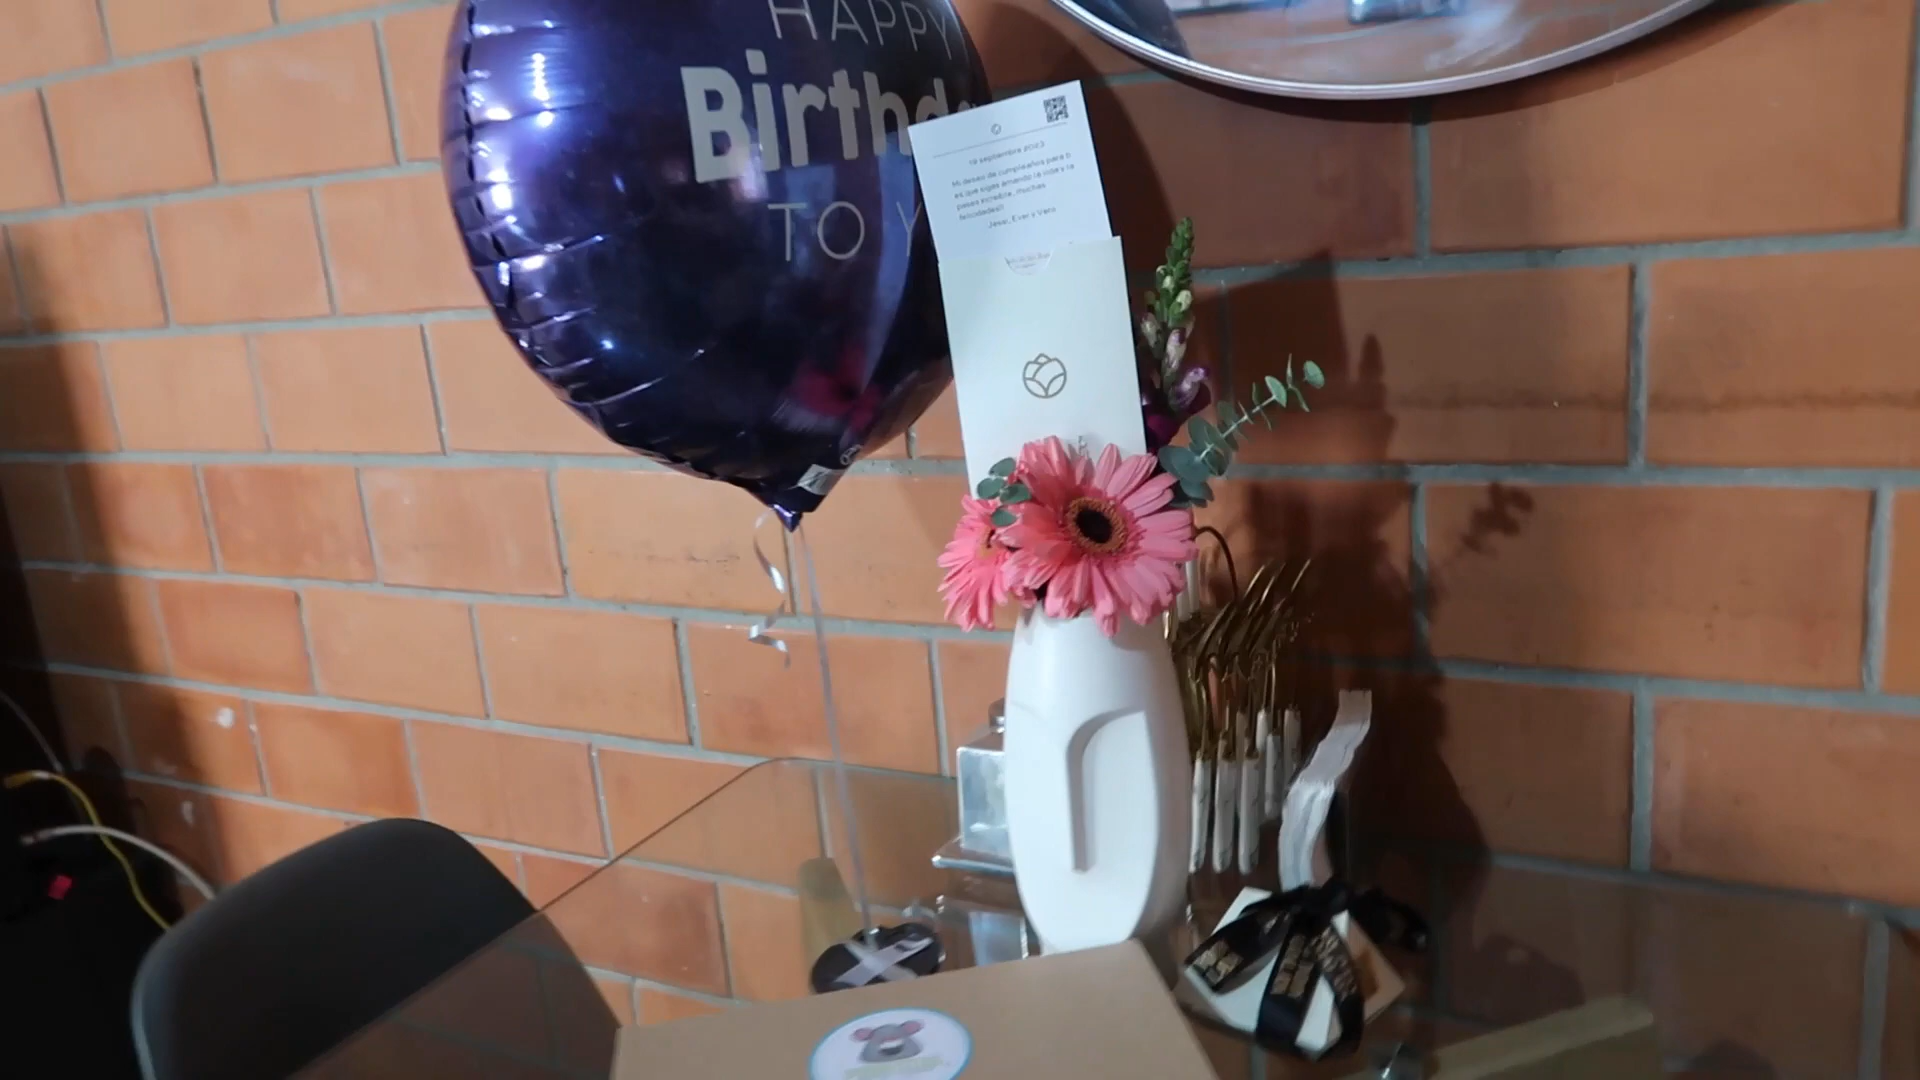 HAPPY
Birthd
TO Y
19 septiembre 2023
Mi deseo de cumpleaños para ti
es que sigas amando la vida y la
pases increíble, muchas
felicidades!!
Jessi, Ever y Vero